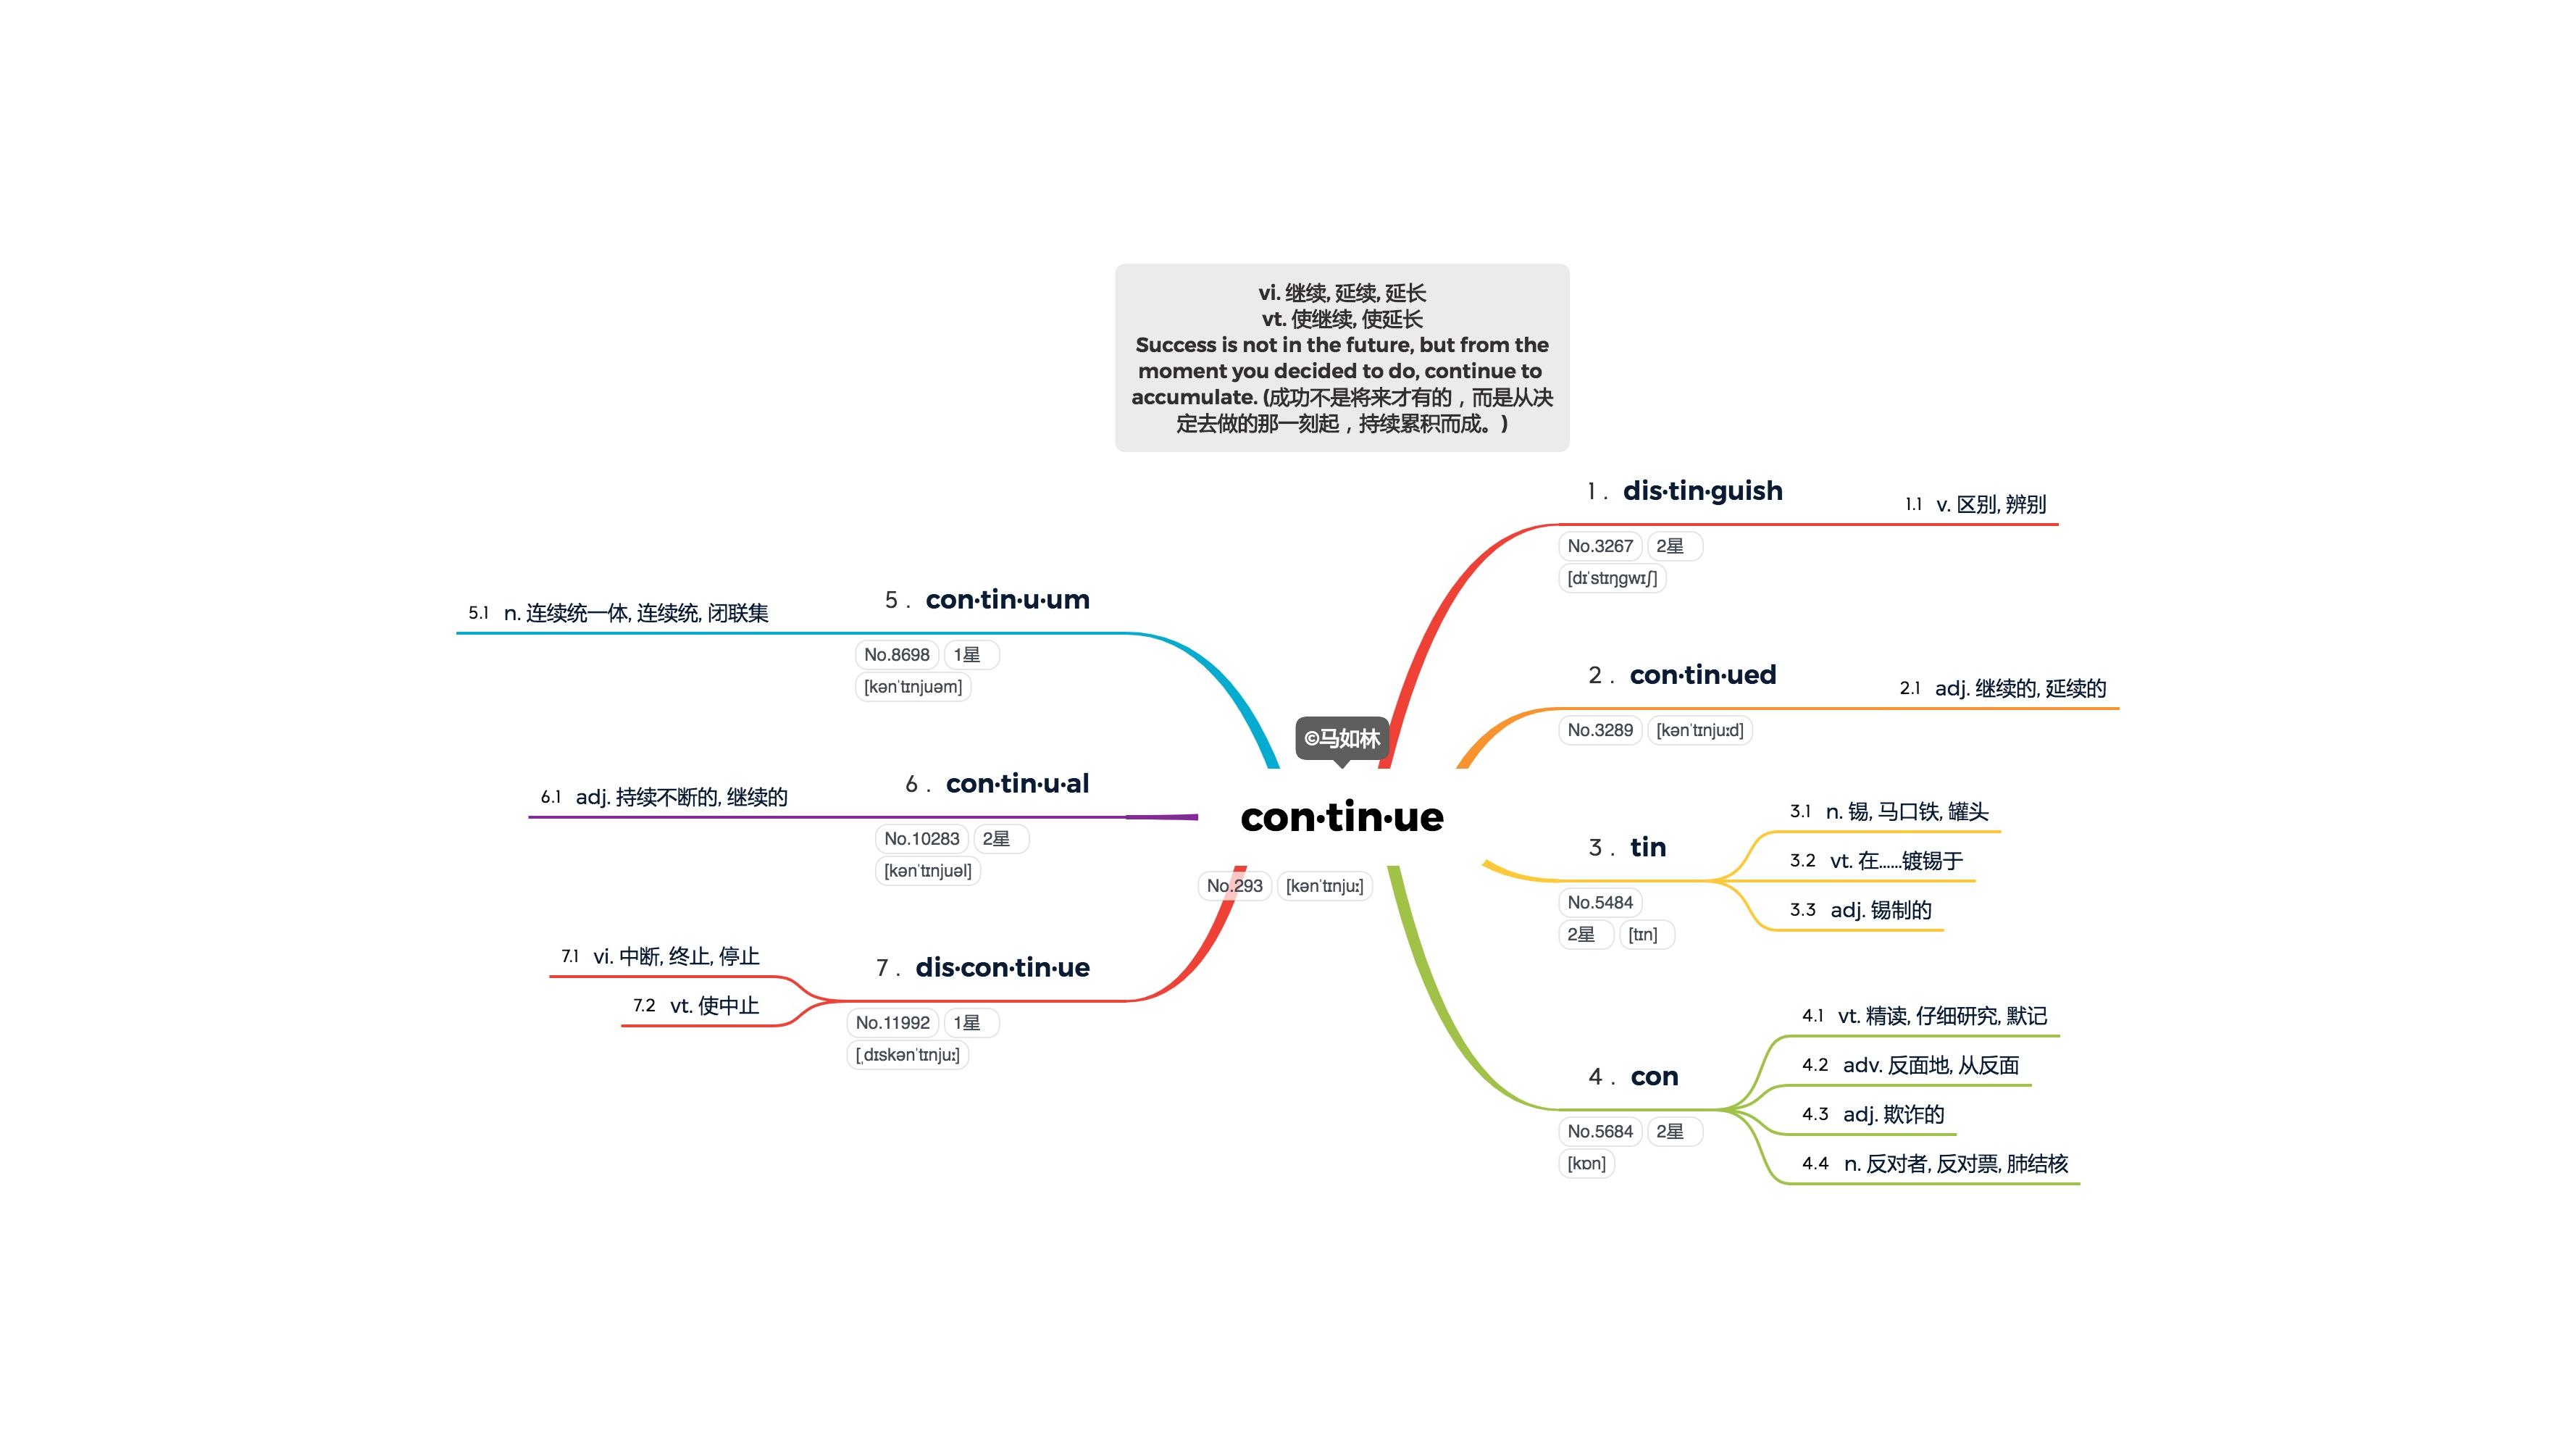 vi. 继续, 延续, 延长
vt. 使继续, 使延长
Success is not in the future, but from the
moment you decided to do, continue to
accumulate. (成功不是将来才有的，而是从决
定去做的那一刻起，持续累积而成。)
©马如林
con·tin·ue
No.293 [kənˈtɪnjuː]
1 . dis·tin·guish
No.3267 2星
[dɪˈstɪŋɡwɪʃ]
1.1 v. 区别, 辨别
2 . con·tin·ued
No.3289 [kənˈtɪnjuːd]
2.1 adj. 继续的, 延续的
3 . tin
No.5484
2星 [tɪn]
3.1 n. 锡, 马口铁, 罐头
3.2 vt. 在......镀锡于
3.3 adj. 锡制的
4 . con
No.5684 2星
[kɒn]
4.1 vt. 精读, 仔细研究, 默记
4.2 adv. 反面地, 从反面
4.3 adj. 欺诈的
4.4 n. 反对者, 反对票, 肺结核
5 . con·tin·u·um
No.8698 1星
[kənˈtɪnjuəm]
5.1 n. 连续统一体, 连续统, 闭联集
6 . con·tin·u·al
No.10283 2星
[kənˈtɪnjuəl]
6.1 adj. 持续不断的, 继续的
7 . dis·con·tin·ue
No.11992 1星
[ˌdɪskənˈtɪnjuː]
7.1 vi. 中断, 终止, 停止
7.2 vt. 使中止